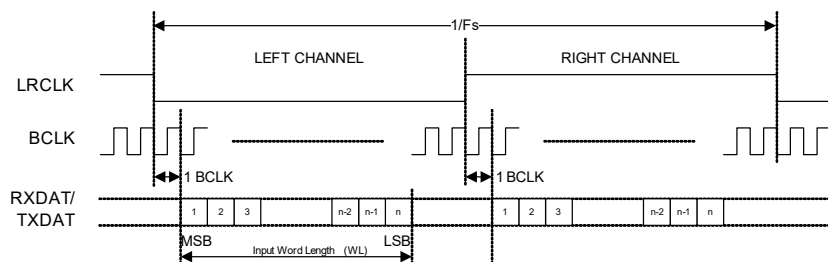 1/Fs
LEFT CHANNEL
RIGHT CHANNEL
LRCLK
BCLK
1 BCLK
1 BCLK
RXDAT/
TXDAT
1 2 3 n-2 n-1 n
1 2 3 n-2 n-1 n
MSB
LSB
Input Word Length (WL)